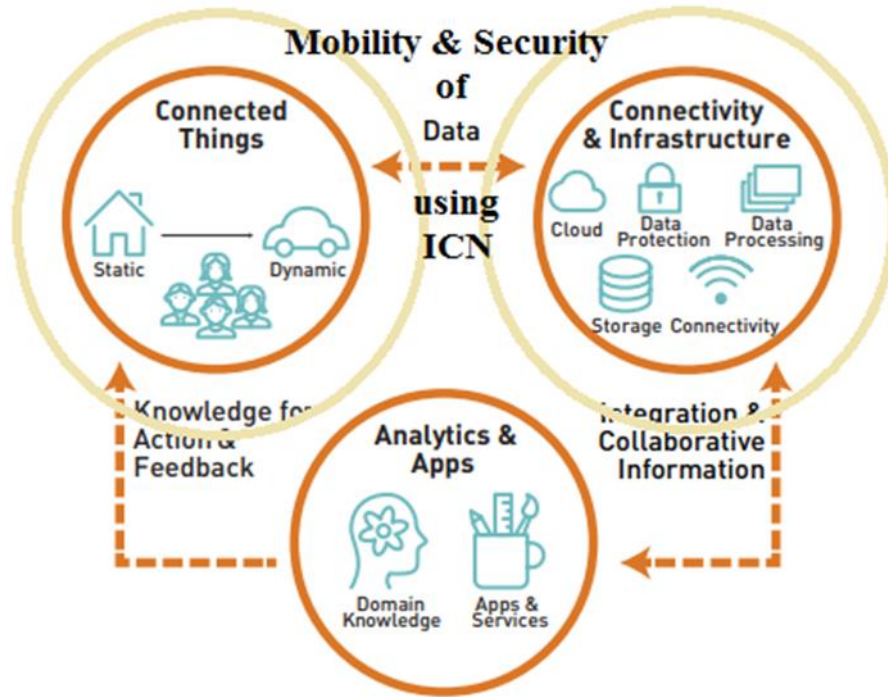 Mobility & Security
of
Data
using
ICN
Connected
Things
Static
Dynamic
Connectivity
& Infrastructure
Cloud
Data
Protection
Data
Processing
Storage
Connectivity
Knowledge for
Action &
Feedback
Analytics &
Apps
Domain
Knowledge
Apps &
Services
Integration &
Collaborative
Information